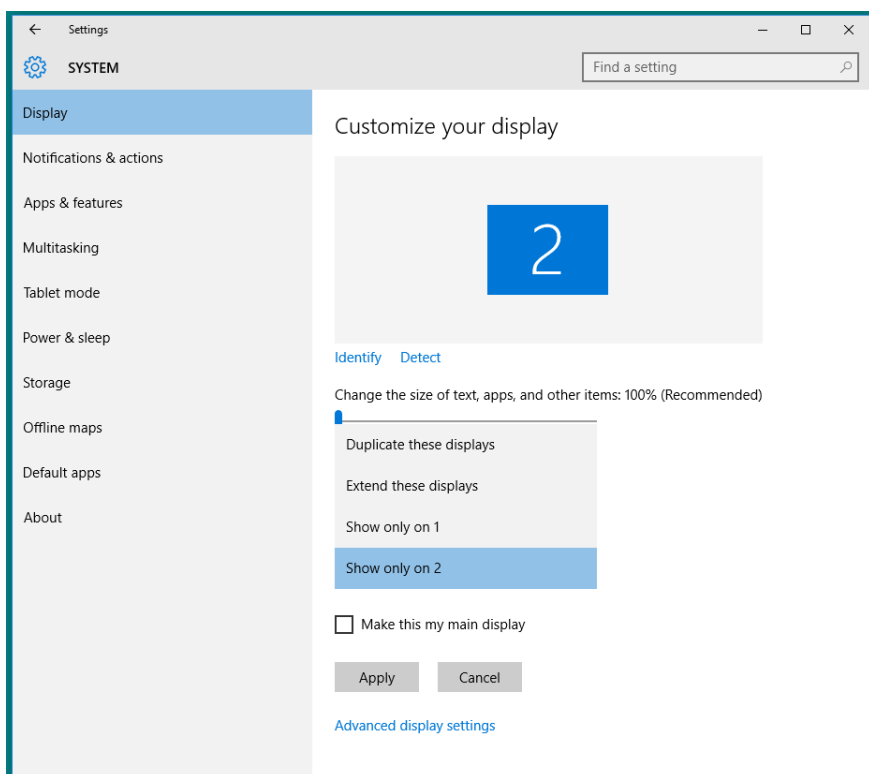 Settings
SYSTEM
Find a setting
Display
Notifications & actions
Apps & features
Multitasking
Tablet mode
Power & sleep
Storage
Offline maps
Default apps
About
Customize your display
2
Identify Detect
Change the size of text, apps, and other items: 100% (Recommended)
Duplicate these displays
Extend these displays
Show only on 1
Show only on 2
Make this my main display
Apply Cancel
Advanced display settings